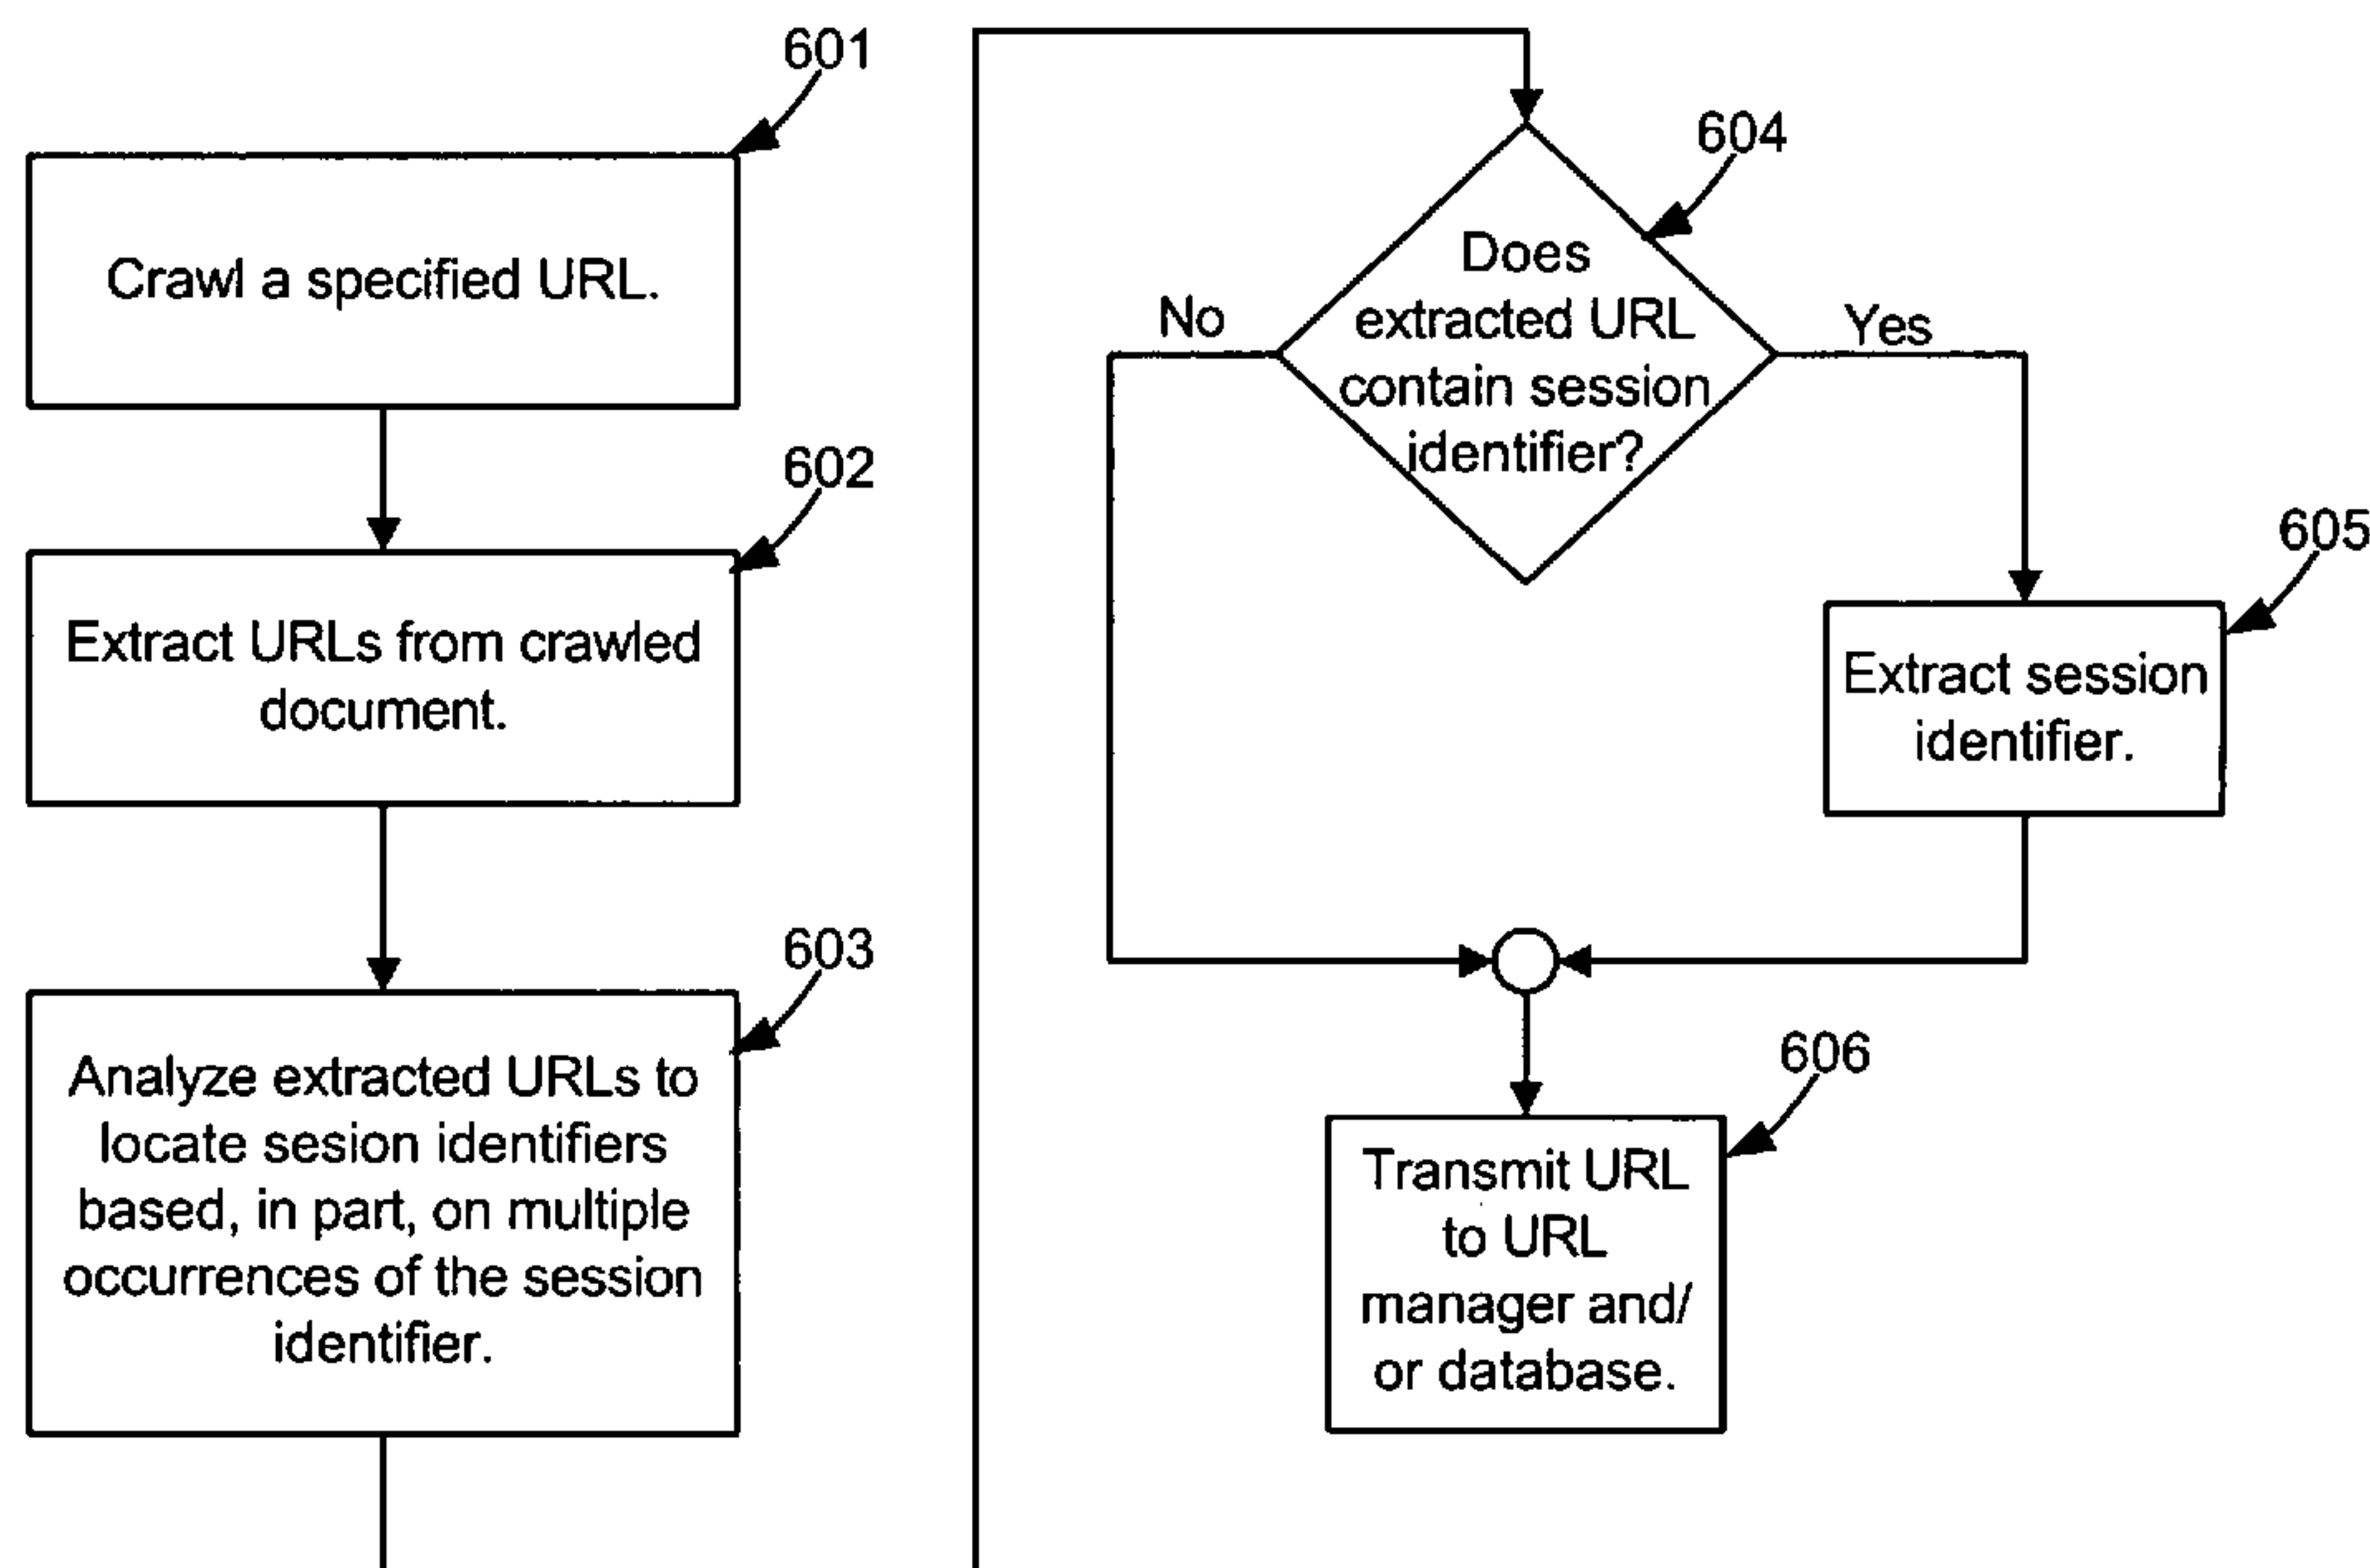 601
Crawl a specified URL.
602
Extract URLs from crawled
document.
603
Analyze extracted URLs to
locate sesion identifiers
based, in part, on multiple
occurrences of the session
identifier.
604
Does
extracted URL
contain session
identifier?
No
Yes
605
Extract session
identifier.
606
Transmit URL
to URL
manager and/
or database.